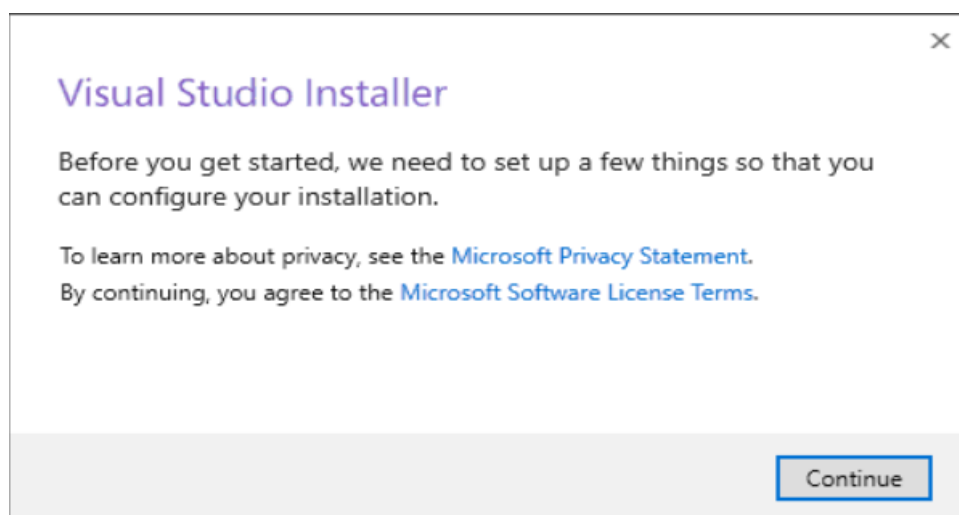 Visual Studio Installer
Before you get started, we need to set up a few things so that you
can configure your installation.
To learn more about privacy, see the Microsoft Privacy Statement.
By continuing, you agree to the Microsoft Software License Terms.
Continue